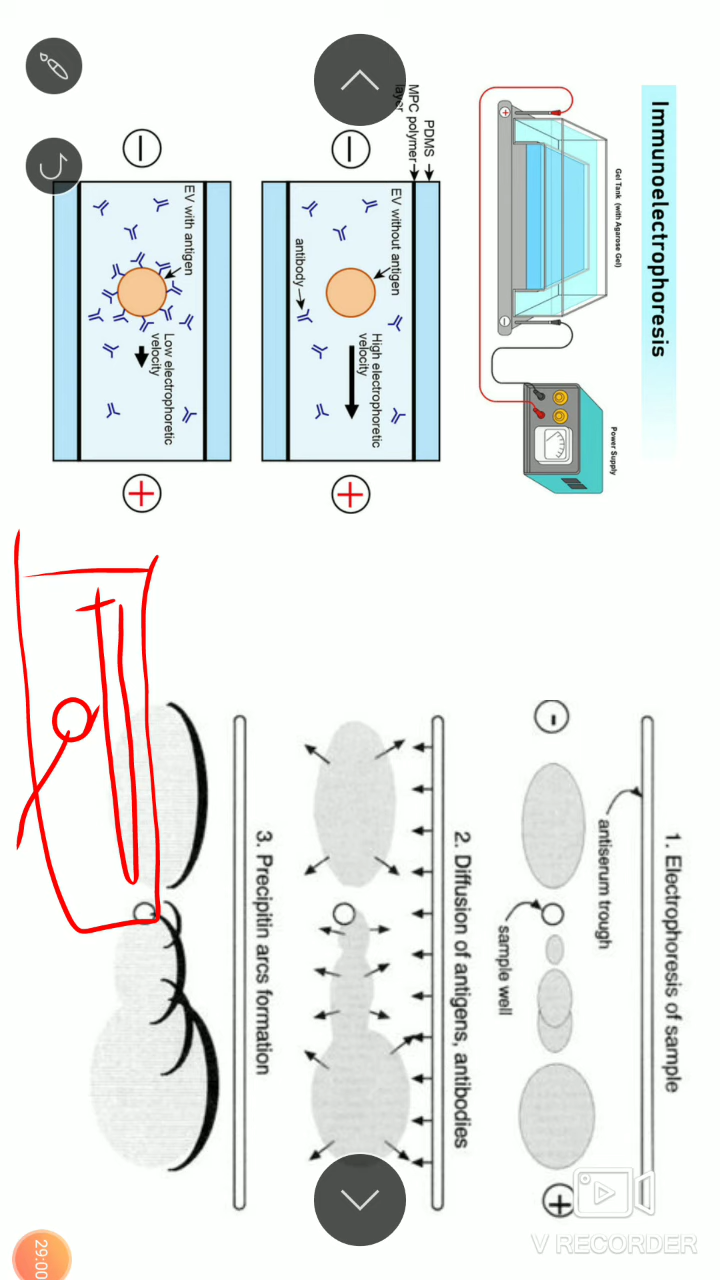 Immunoelectrophoresis
Gel Tank (with Agarose Gel)
Power Supply
+
−
PDMS
MPC polymer
layer
EV without antigen
High electrophoretic
velocity
antibody
−
+
EV with antigen
Low electrophoretic
velocity
−
+
1. Electrophoresis of sample
antiserum trough
-
+
sample well
2. Diffusion of antigens, antibodies
3. Precipitin arcs formation
V RECORDER
29:00